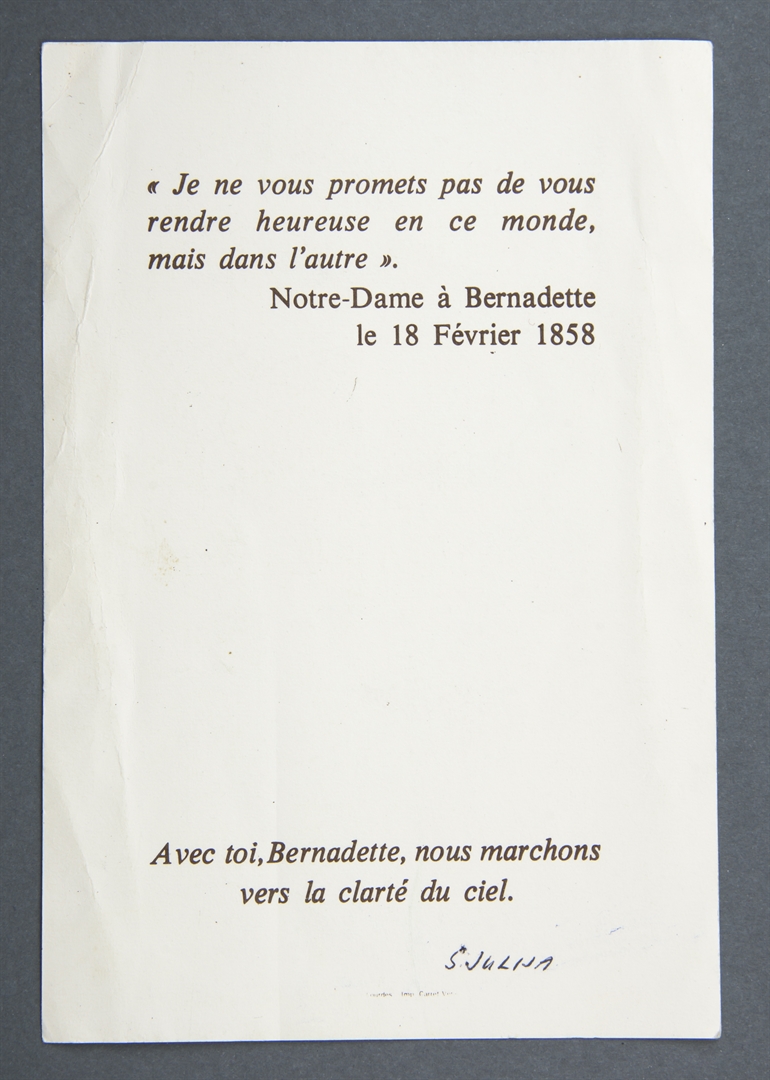 « Je ne vous promets pas de vous
rendre heureuse en ce monde,
mais dans l'autre ».
Notre-Dame à Bernadette
le 18 Février 1858
Avec toi, Bernadette, nous marchons
vers la clarté du ciel.
S. JULIJA